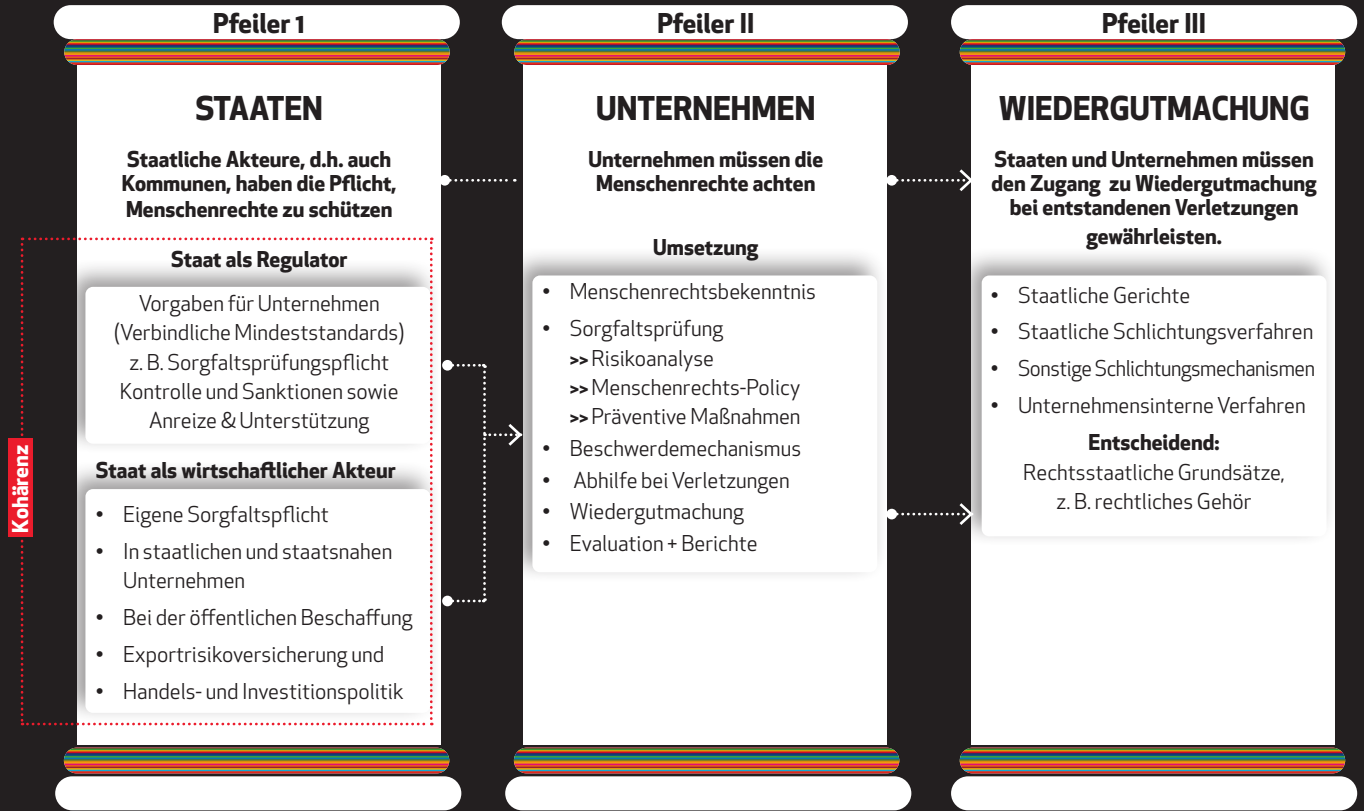 Pfeiler 1
STAATEN
Staatliche Akteure, d.h. auch
Kommunen, haben die Pflicht,
Menschenrechte zu schützen
Kohärenz
Staat als Regulator
Vorgaben für Unternehmen
(Verbindliche Mindeststandards)
z. B. Sorgfaltsprüfungspflicht
Kontrolle und Sanktionen sowie
Anreize & Unterstützung
Staat als wirtschaftlicher Akteur
• Eigene Sorgfaltspflicht
• In staatlichen und staatsnahen
Unternehmen
• Bei der öffentlichen Beschaffung
• Exportrisikoversicherung und
• Handels- und Investitionspolitik
Pfeiler II
UNTERNEHMEN
Unternehmen müssen die
Menschenrechte achten
Umsetzung
• Menschenrechtsbekenntnis
• Sorgfaltsprüfung
>> Risikoanalyse
>> Menschenrechts-Policy
>> Präventive Maßnahmen
• Beschwerdemechanismus
• Abhilfe bei Verletzungen
• Wiedergutmachung
• Evaluation + Berichte
Pfeiler III
WIEDERGUTMACHUNG
Staaten und Unternehmen müssen
den Zugang zu Wiedergutmachung
bei entstandenen Verletzungen
gewährleisten.
• Staatliche Gerichte
• Staatliche Schlichtungsverfahren
• Sonstige Schlichtungsmechanismen
• Unternehmensinterne Verfahren
Entscheidend:
Rechtsstaatliche Grundsätze,
z. B. rechtliches Gehör